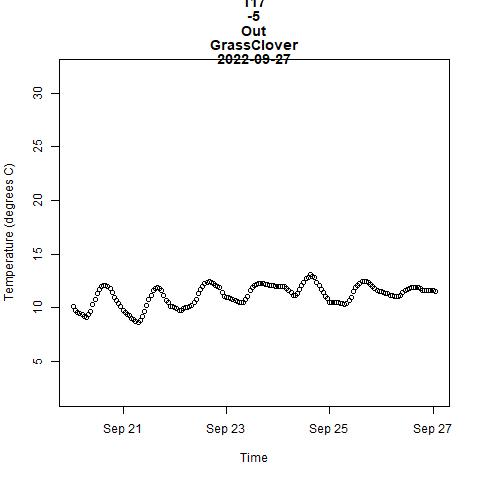 117
-5
Out
GrassClover
2022-09-27
Temperature (degrees C)
30
25
20
15
10
5
Sep 21
Sep 23
Sep 25
Sep 27
Time